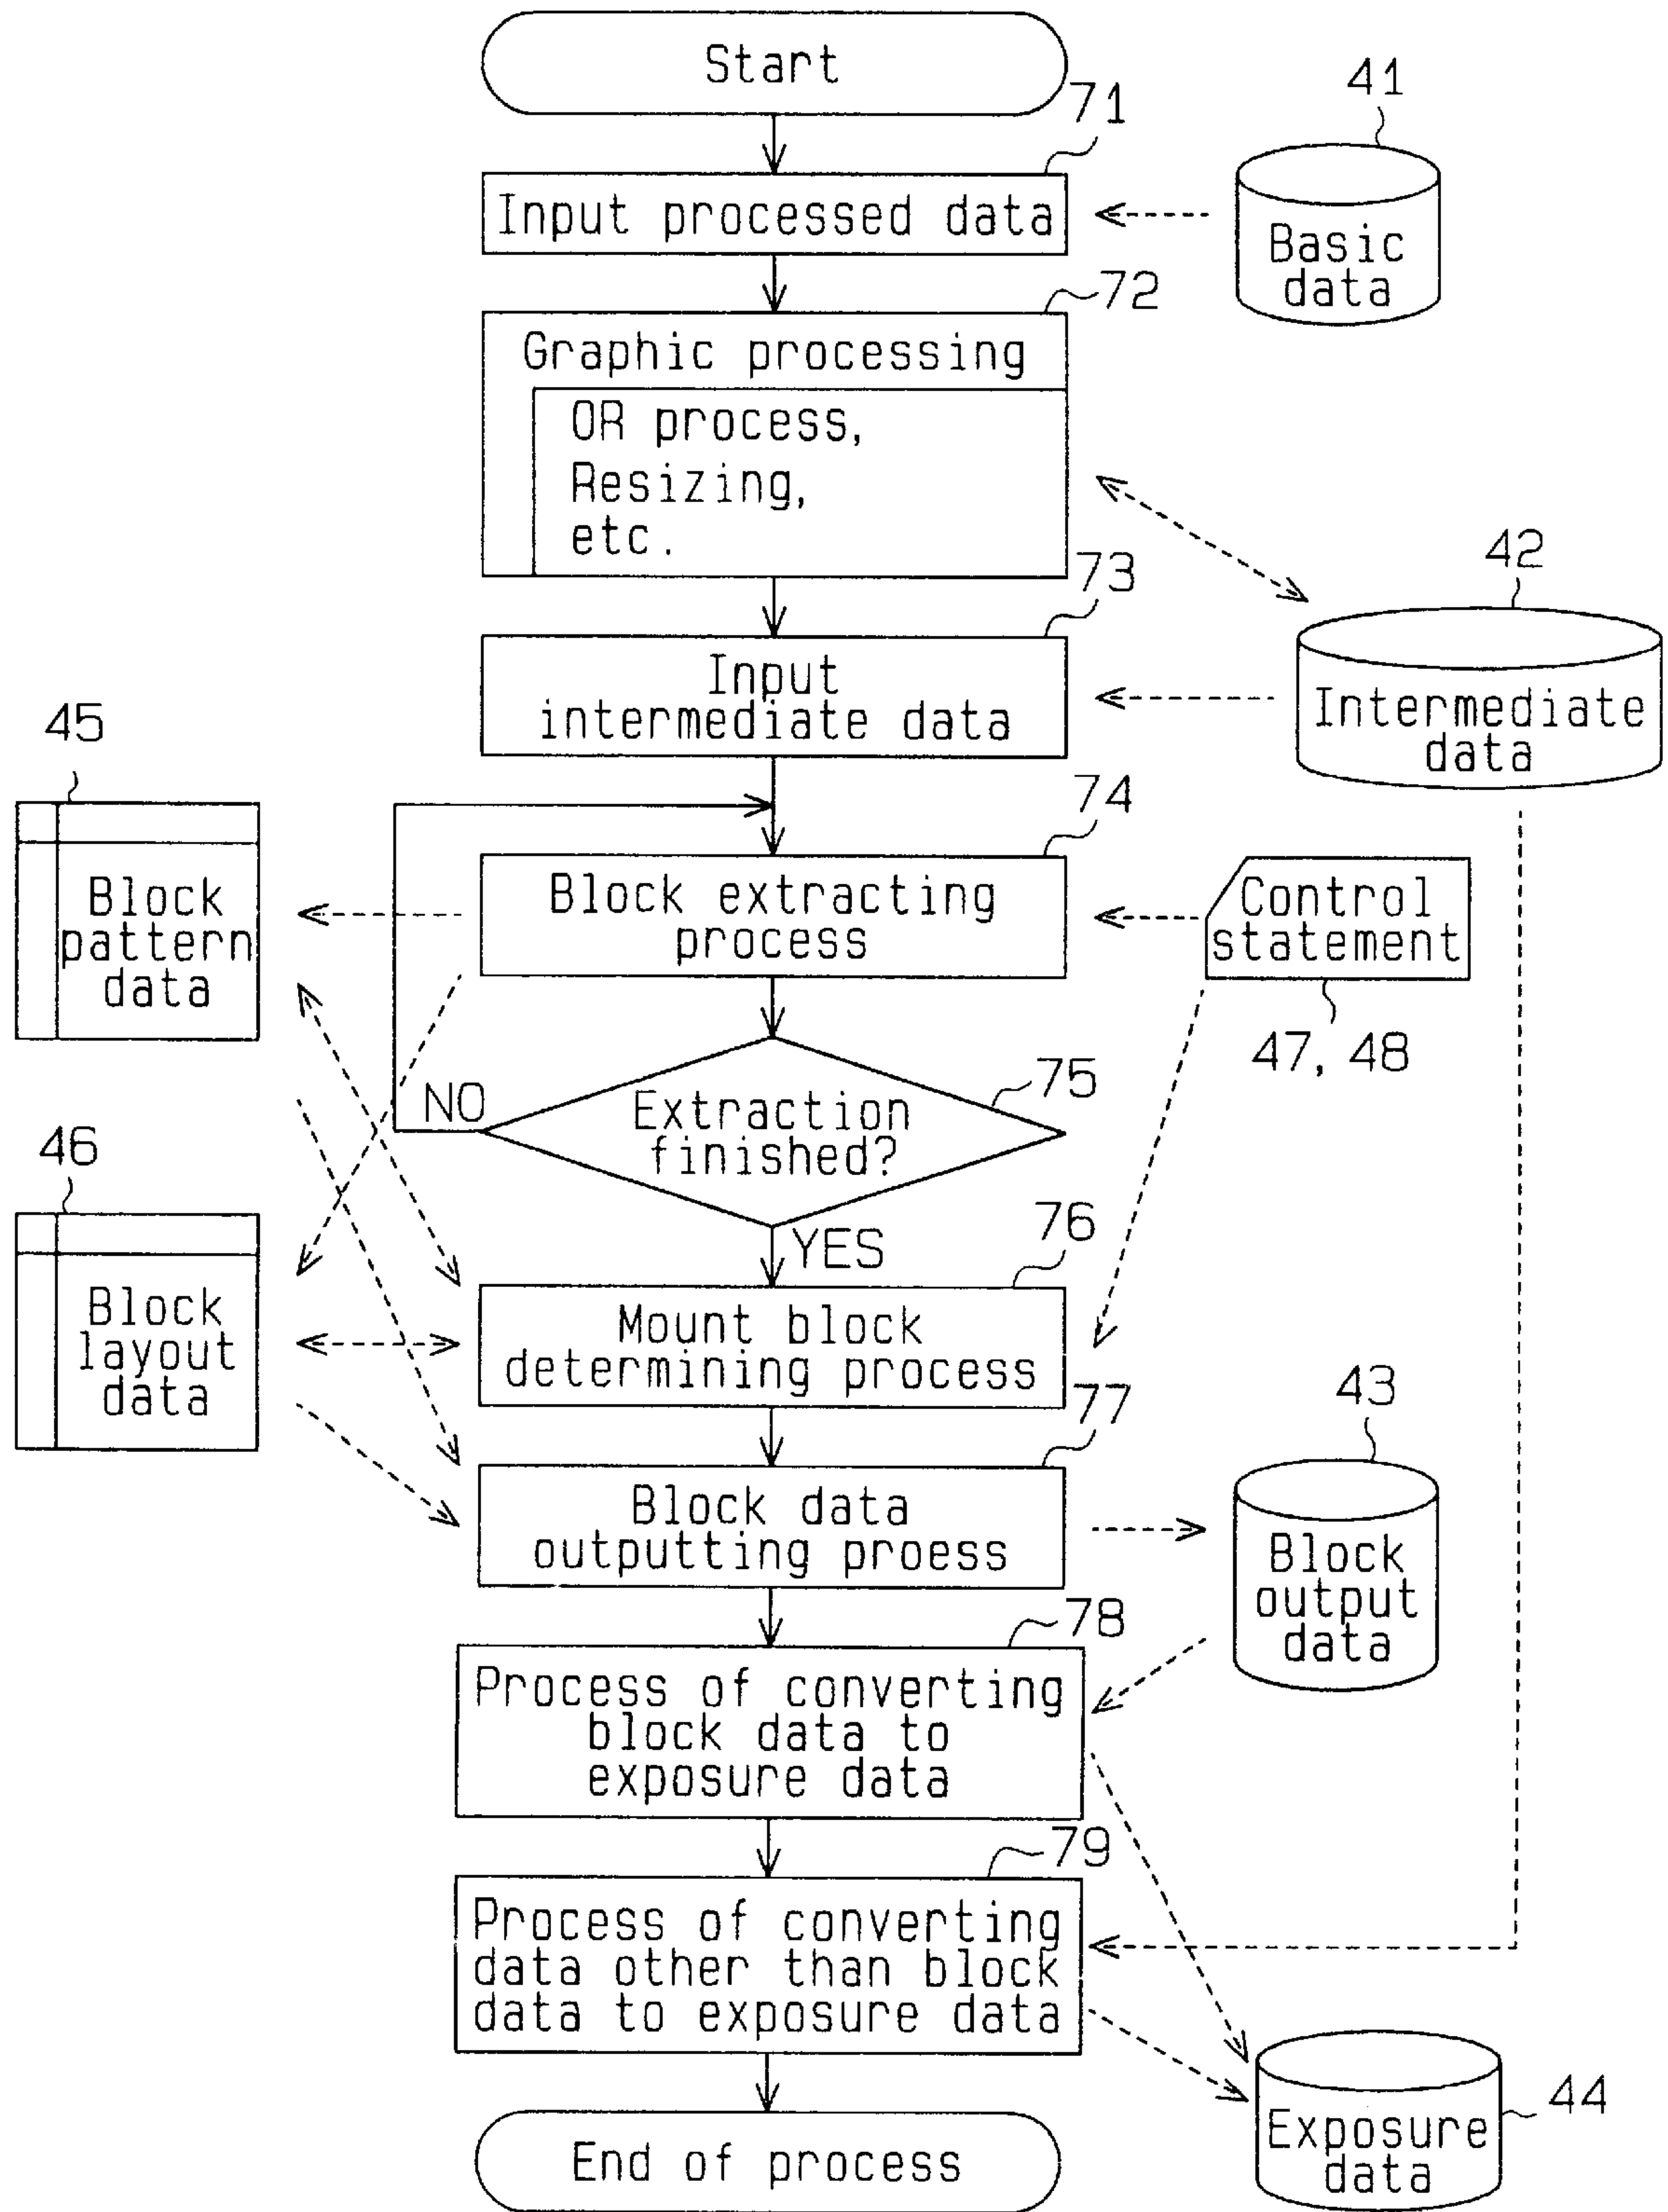 Start
71
41
Input processed data
Basic
data
72
Graphic processing
OR process,
Resizing,
etc.
42
73
Input
intermediate data
Intermediate
data
45
74
Block
pattern
data
Block extracting
process
Control
statement
47, 48
75
NO
Extraction
finished?
46
YES
76
Block
layout
data
Mount block
determining process
77
43
Block data
outputting proess
Block
output
data
78
Process of converting
block data to
exposure data
79
Process of converting
data other than block
data to exposure data
44
Exposure
data
End of process